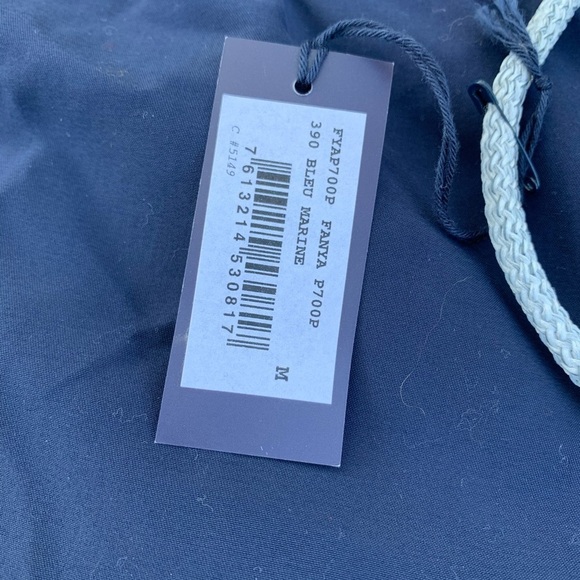 FYAP700P FANYA P700P
390 BLEU MARINE
C #5149
7 613214 530817
M